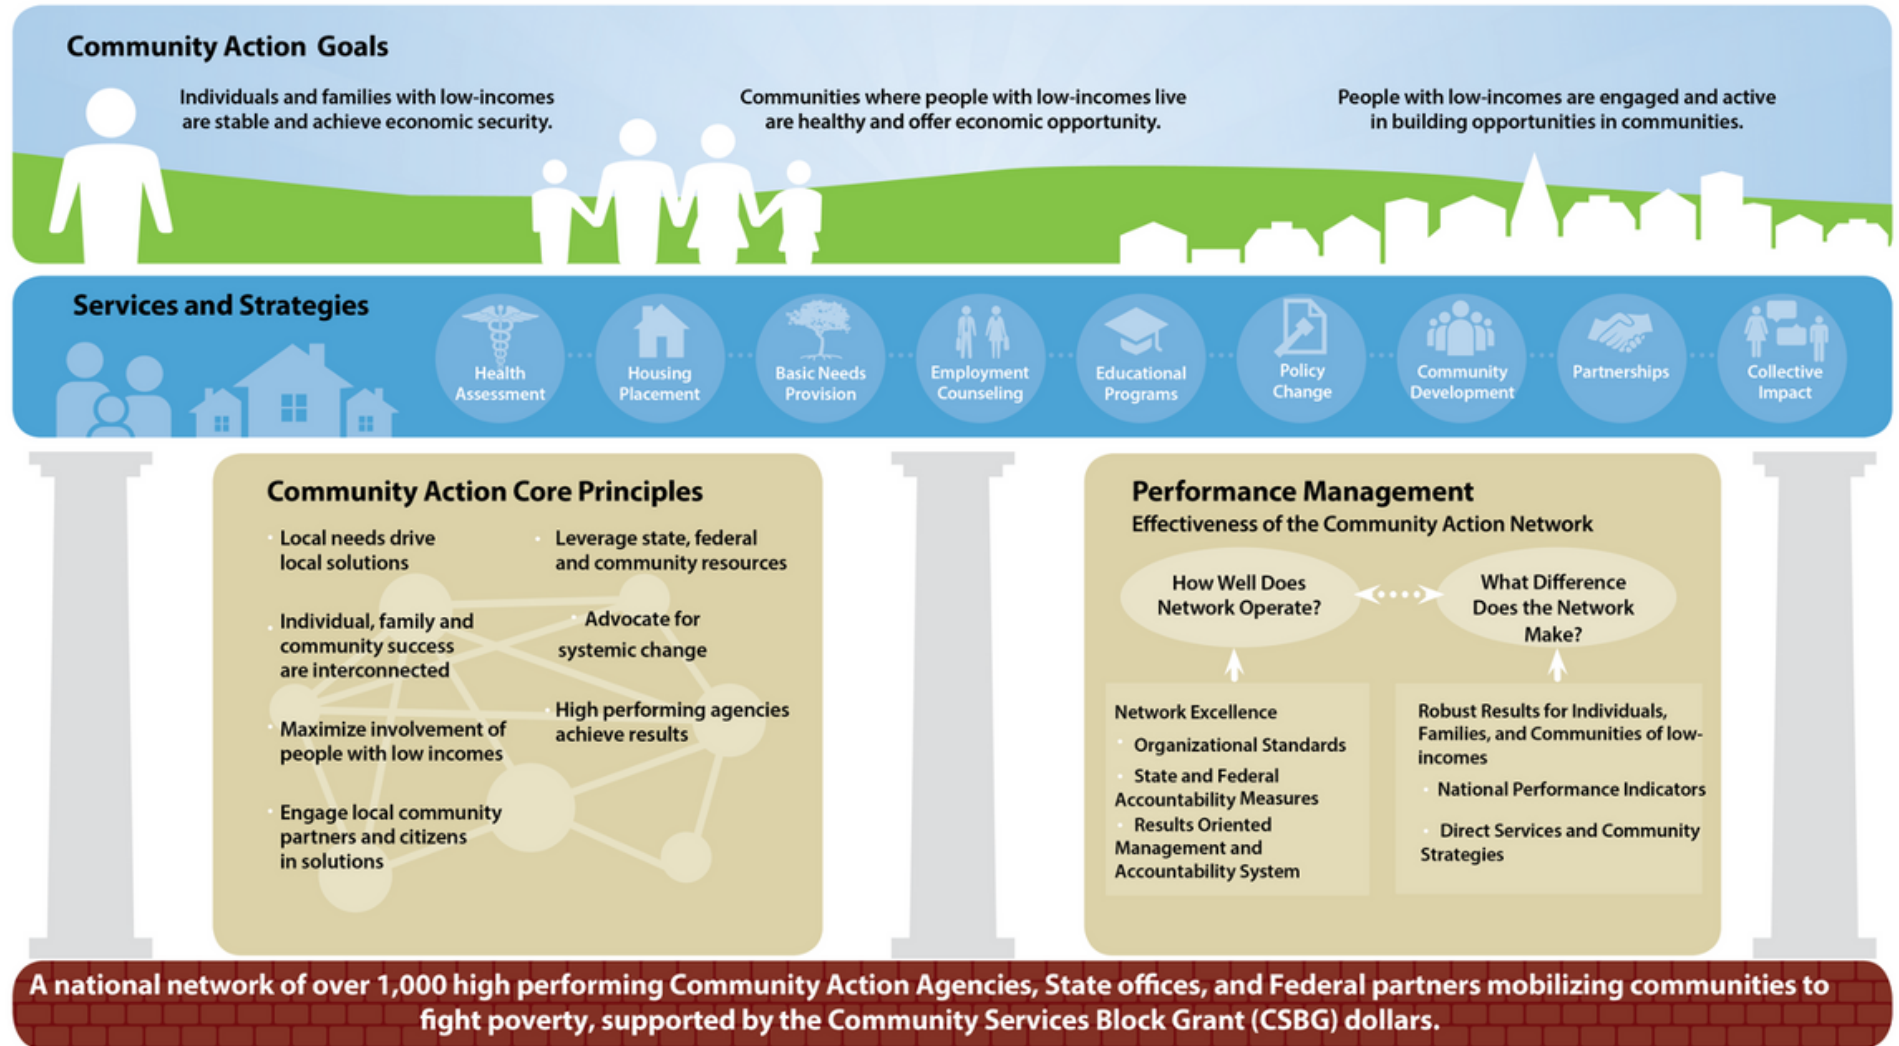 Community Action Goals
Individuals and families with low-incomes
are stable and achieve economic security.
Communities where people with low-incomes live
are healthy and offer economic opportunity.
People with low-incomes are engaged and active
in building opportunities in communities.
Services and Strategies
Health
Assessment
Housing
Placement
Basic Needs
Provision
Employment
Counseling
Educational
Programs
Policy
Change
Community
Development
Partnerships
Collective
Impact
Community Action Core Principles
· Local needs drive
local solutions
· Individual, family and
community success
are interconnected
· Maximize involvement of
people with low incomes
· Engage local community
partners and citizens
in solutions
· Leverage state, federal
and community resources
· Advocate for
systemic change
· High performing agencies
achieve results
Performance Management
Effectiveness of the Community Action Network
How Well Does
Network Operate?
What Difference
Does the Network
Make?
Network Excellence
· Organizational Standards
· State and Federal
Accountability Measures
· Results Oriented
Management and
Accountability System
Robust Results for Individuals,
Families, and Communities of low-
incomes
· National Performance Indicators
· Direct Services and Community
Strategies
A national network of over 1,000 high performing Community Action Agencies, State offices, and Federal partners mobilizing communities to
fight poverty, supported by the Community Services Block Grant (CSBG) dollars.